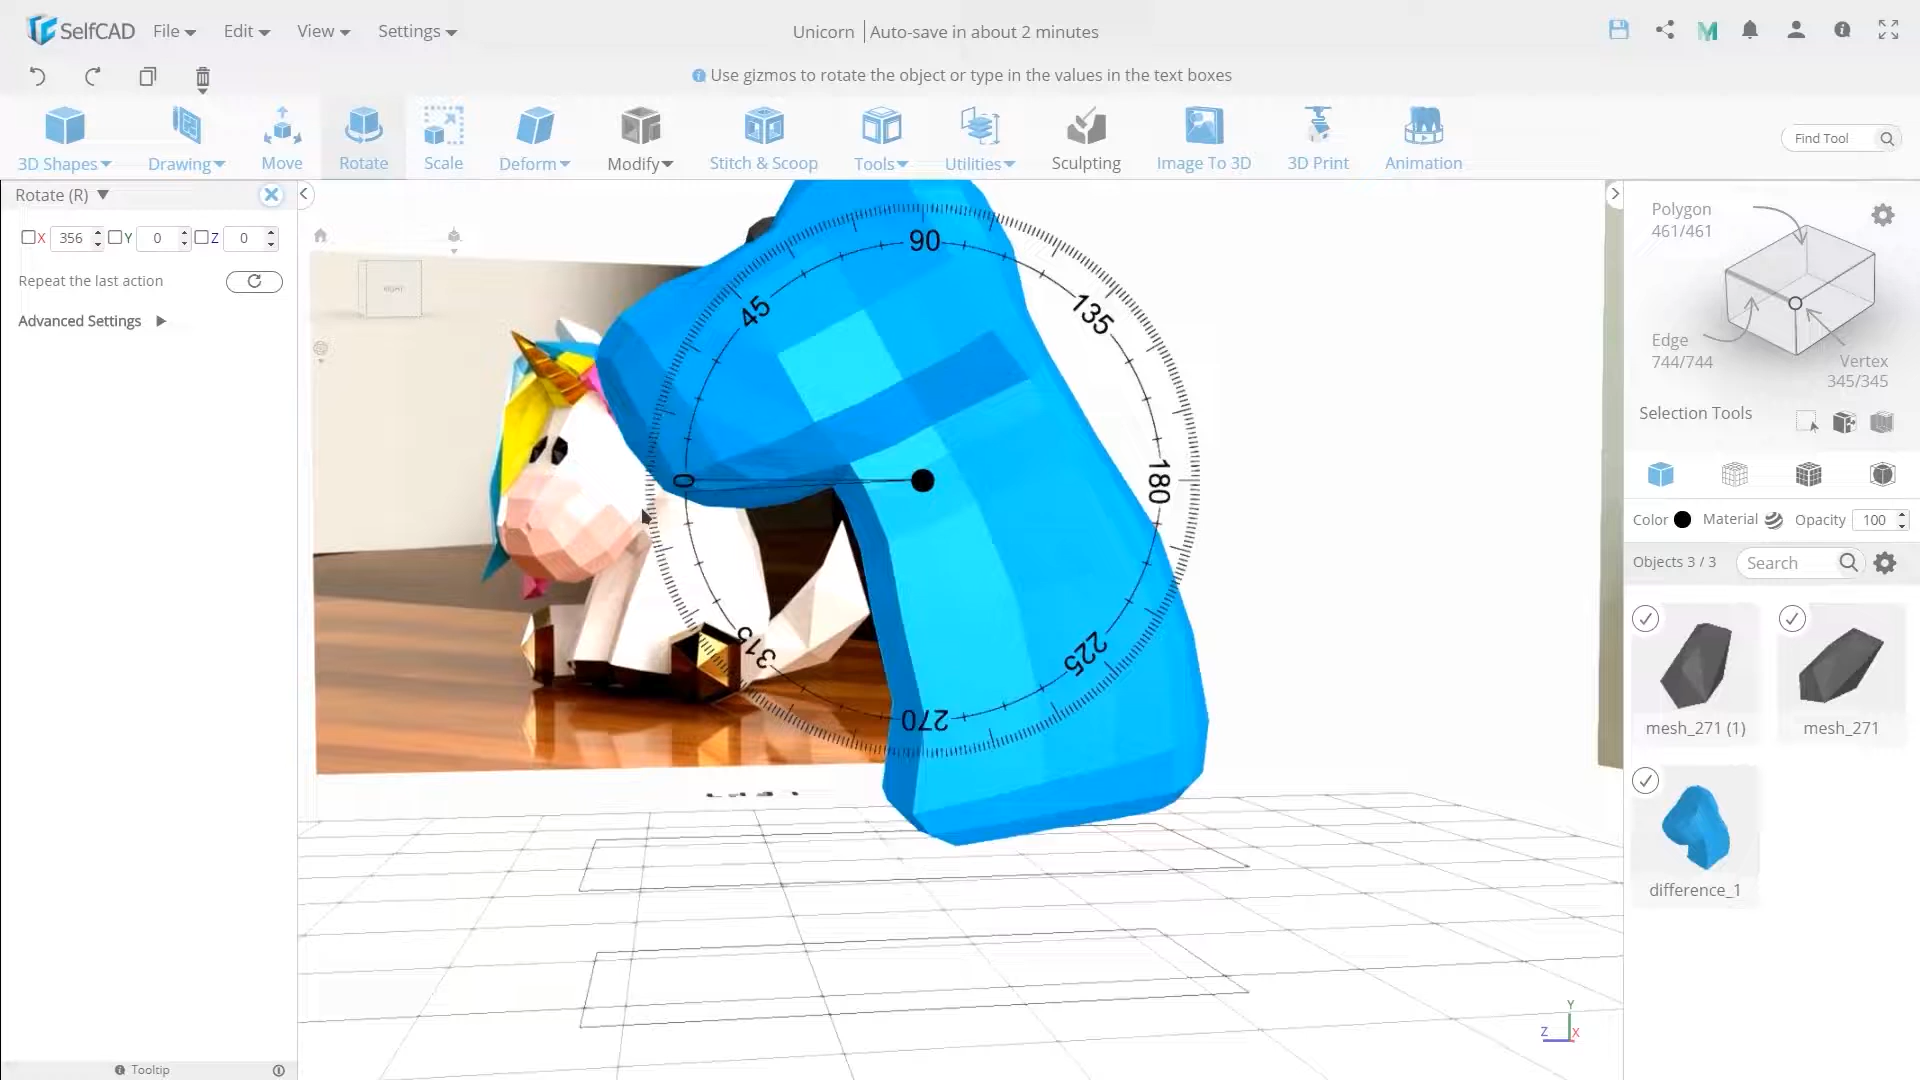 SelfCAD File Edit View Settings
Unicorn | Auto-save in about 2 minutes
Use gizmos to rotate the object or type in the values in the text boxes
3D Shapes Drawing Move Rotate Scale Deform Modify Stitch & Scoop Tools Utilities Sculpting Image To 3D 3D Print Animation
Find Tool
Rotate (R)
X 356 Y 0 Z 0
Repeat the last action
Advanced Settings
Tooltip
RIGHT
0
45
90
135
180
225
270
315
Y
Z X
Polygon
461/461
Edge
744/744
Vertex
345/345
Selection Tools
Color Material Opacity 100
Objects 3 / 3 Search
mesh_271 (1) mesh_271
difference_1